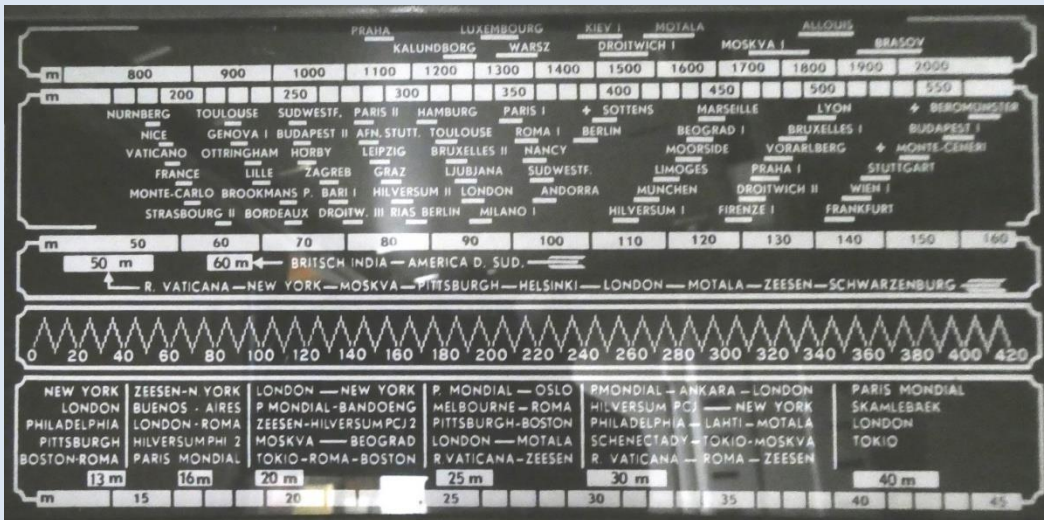 PRAHA LUXEMBOURG KIEV I MOTALA ALLOUIS
KALUNDBORG WARSZ DROITWICH I MOSKVA I BRASOV
m 800 900 1000 1100 1200 1300 1400 1500 1600 1700 1800 1900 2000
m 200 250 300 350 400 450 500 550
NÜRNBERG TOULOUSE SÜDWESTF. PARIS II HAMBURG PARIS I + SOTTENS MARSEILLE LYON + BEROMÜNSTER
NICE GENOVA I BUDAPEST II AFN. STUTT. TOULOUSE ROMA I BERLIN BEOGRAD I BRUXELLES I BUDAPEST I
VATICANO OTTRINGHAM HÖRBY LEIPZIG BRUXELLES II NANCY MOORSIDE VORARLBERG + MONTE-CENERI
FRANCE LILLE ZAGREB GRAZ LJUBJANA SÜDWESTF. LIMOGES PRAHA I STUTTGART
MONTE-CARLO BROOKMANS P. BARI I HILVERSUM II LONDON ANDORRA MÜNCHEN DROITWICH II WIEN I
STRASBOURG II BORDEAUX DROITW. III RIAS BERLIN MILANO I HILVERSUM I FIRENZE I FRANKFURT
m 50 60 70 80 90 100 110 120 130 140 150 160
50 m 60 m BRITSCH INDIA — AMERICA D. SUD.
R. VATICANA — NEW YORK — MOSKVA — PITTSBURGH — HELSINKI — LONDON — MOTALA — ZEESEN — SCHWARZENBURG
0 20 40 60 80 100 120 140 160 180 200 220 240 260 280 300 320 340 360 380 400 420
NEW YORK ZEESEN-N. YORK LONDON — NEW YORK P. MONDIAL — OSLO P.MONDIAL - ANKARA - LONDON PARIS MONDIAL
LONDON BUENOS - AIRES P MONDIAL-BANDOENG MELBOURNE - ROMA HILVERSUM PCJ — NEW YORK SKAMLEBAEK
PHILADELPHIA LONDON-ROMA ZEESEN-HILVERSUM PCJ 2 PITTSBURGH-BOSTON PHILADELPHIA - LAHTI - MOTALA LONDON
PITTSBURGH HILVERSUM PHI 2 MOSKVA — BEOGRAD LONDON — MOTALA SCHENECTADY - TOKIO - MOSKVA TOKIO
BOSTON-ROMA PARIS MONDIAL TOKIO-ROMA-BOSTON R.VATICANA-ZEESEN R. VATICANA — ROMA — ZEESEN
13 m 16 m 20 m 25 m 30 m 40 m
m 15 20 25 30 35 40 45